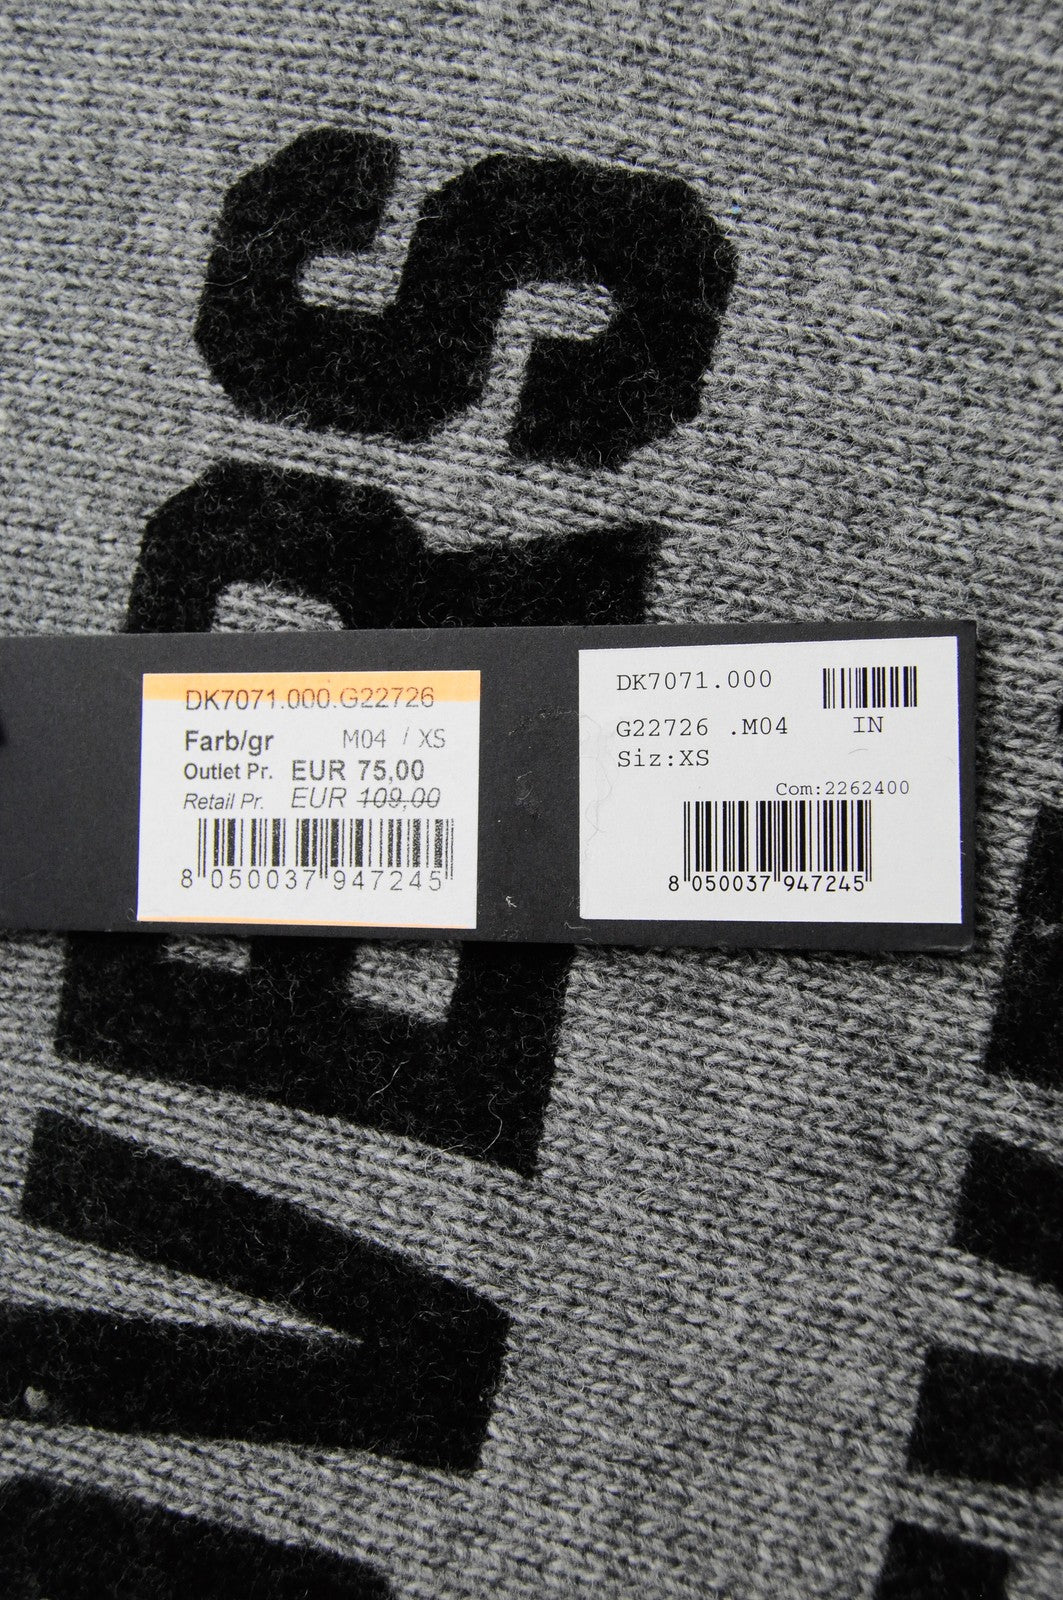 DK7071.000.G22726
Farb/gr M04 / XS
Outlet Pr. EUR 75,00
Retail Pr. EUR 109,00
8 050037 947245
DK7071.000
G22726 .M04 IN
Siz:XS
Com:2262400
8 050037 947245